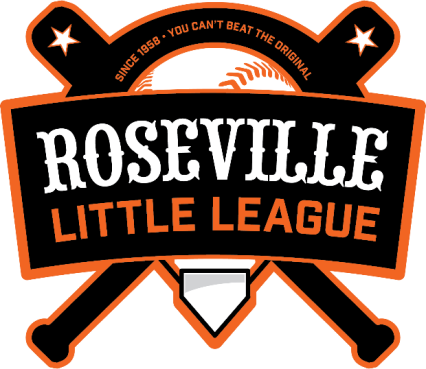 SINCE 1958 • YOU CAN'T BEAT THE ORIGINAL
ROSEVILLE
LITTLE LEAGUE